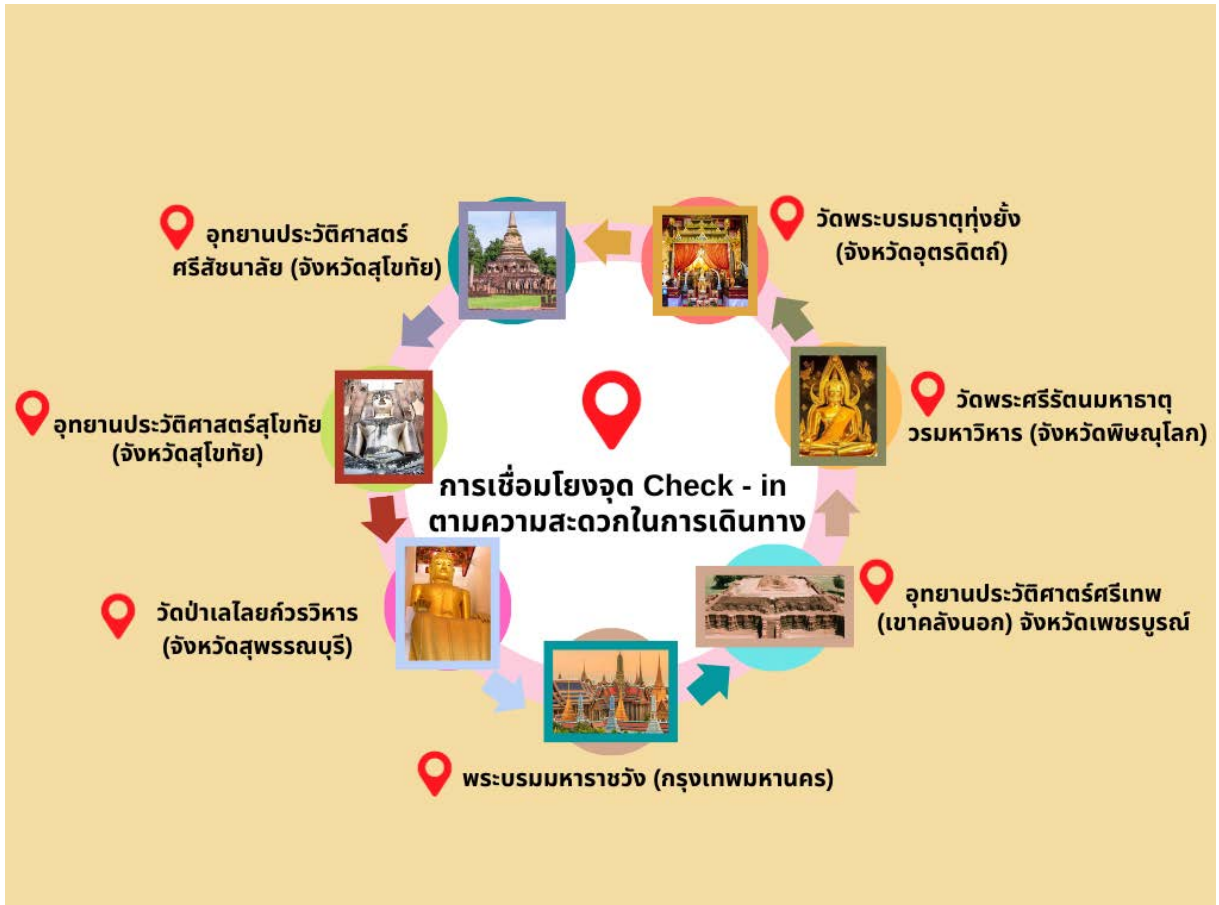 วัดพระบรมธาตุทุ่งยั้ง
(จังหวัดอุตรดิตถ์)
อุทยานประวัติศาสตร์
ศรีสัชนาลัย (จังหวัดสุโขทัย)
วัดพระศรีรัตนมหาธาตุ
วรมหาวิหาร (จังหวัดพิษณุโลก)
อุทยานประวัติศาสตร์สุโขทัย
(จังหวัดสุโขทัย)
การเชื่อมโยงจุด Check - in
ตามความสะดวกในการเดินทาง
อุทยานประวัติศาตร์ศรีเทพ
(เขาคลังนอก) จังหวัดเพชรบูรณ์
วัดป่าเลไลยก์วรวิหาร
(จังหวัดสุพรรณบุรี)
พระบรมมหาราชวัง (กรุงเทพมหานคร)